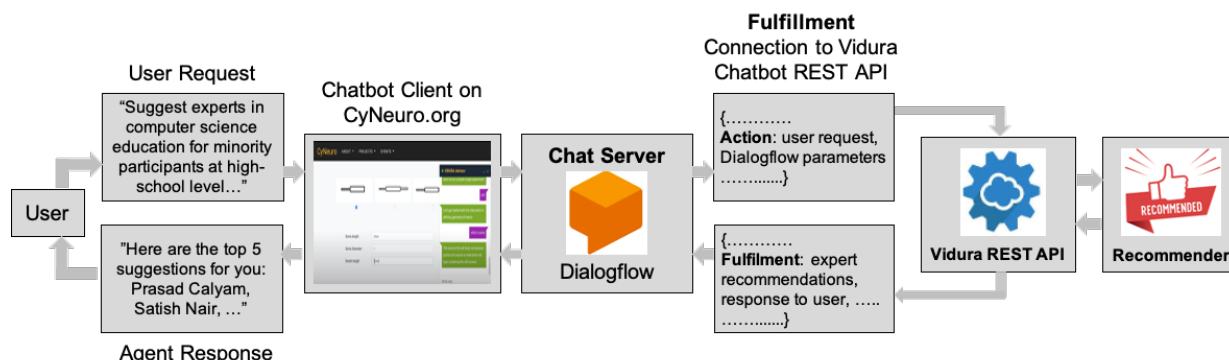 User
User Request
“Suggest experts in
computer science
education for minority
participants at high-
school level…”
Chatbot Client on
CyNeuro.org
CyNeuro
Chat Server
Dialogflow
Fulfillment
Connection to Vidura
Chatbot REST API
{…………
Action: user request,
Dialogflow parameters
…….......}
Vidura REST API
RECOMMENDED
Recommender
{…………
Fulfilment: expert
recommendations,
response to user, …..
…….......}
”Here are the top 5
suggestions for you:
Prasad Calyam,
Satish Nair, …”
Agent Response